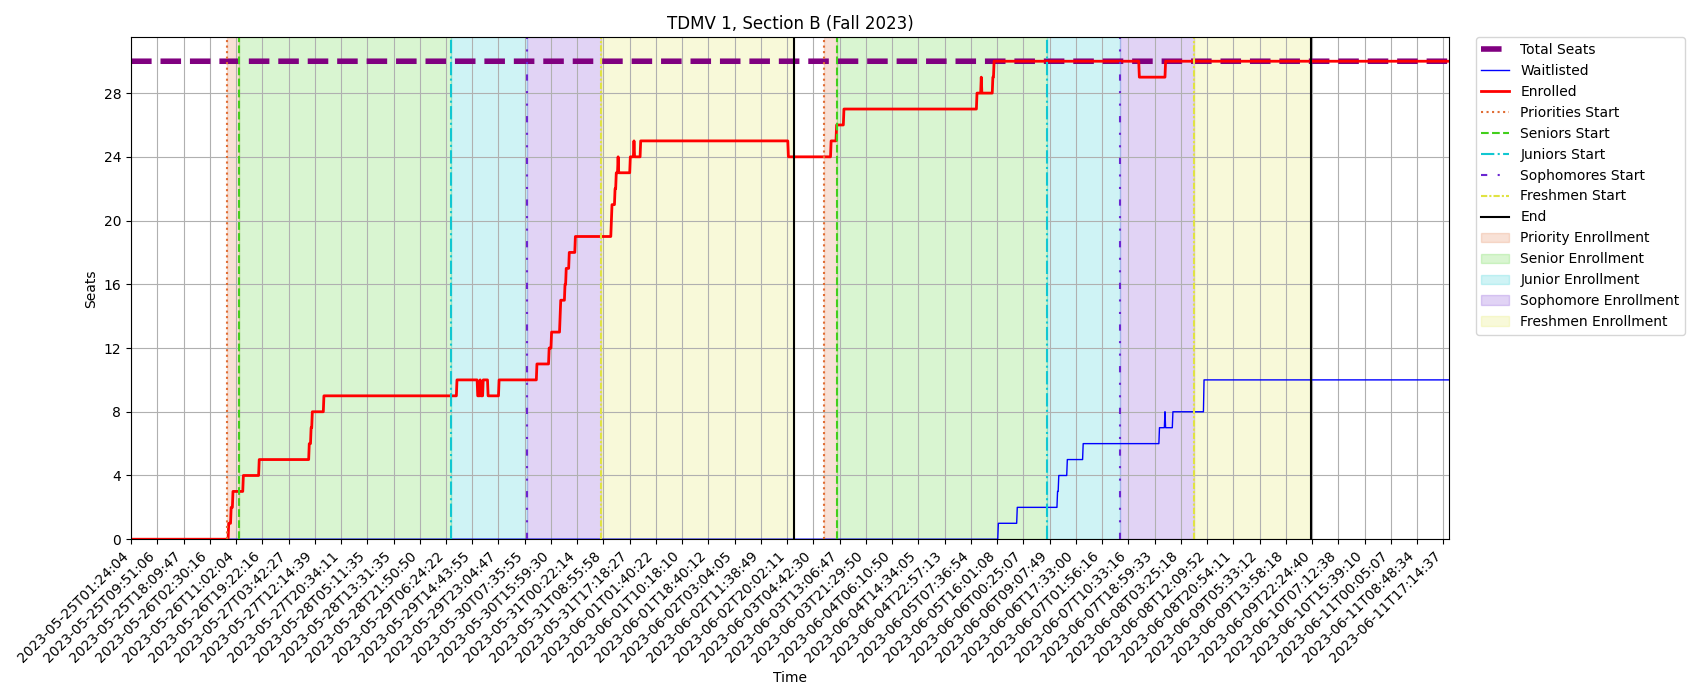 TDMV 1, Section B (Fall 2023)
Seats
28
24
20
16
12
8
4
0
2023-05-25T01:24:04
2023-05-25T09:51:06
2023-05-25T18:09:47
2023-05-26T02:30:16
2023-05-26T11:02:04
2023-05-26T19:22:16
2023-05-27T03:42:27
2023-05-27T12:14:39
2023-05-27T20:34:11
2023-05-28T05:11:35
2023-05-28T13:31:35
2023-05-28T21:50:50
2023-05-29T06:24:22
2023-05-29T14:43:55
2023-05-29T23:04:47
2023-05-30T07:35:55
2023-05-30T15:59:30
2023-05-31T00:22:14
2023-05-31T08:55:58
2023-05-31T17:18:27
2023-06-01T01:40:22
2023-06-01T10:18:10
2023-06-01T18:40:12
2023-06-02T03:04:05
2023-06-02T11:38:49
2023-06-02T20:02:11
2023-06-03T04:42:30
2023-06-03T13:06:47
2023-06-03T21:29:50
2023-06-04T06:10:50
2023-06-04T14:34:05
2023-06-04T22:57:13
2023-06-05T07:36:54
2023-06-05T16:01:08
2023-06-06T00:25:07
2023-06-06T09:07:49
2023-06-06T17:33:00
2023-06-07T01:56:16
2023-06-07T10:33:16
2023-06-07T18:59:33
2023-06-08T03:25:18
2023-06-08T12:09:52
2023-06-08T20:54:11
2023-06-09T05:33:12
2023-06-09T13:58:18
2023-06-09T22:24:40
2023-06-10T07:12:38
2023-06-10T15:39:10
2023-06-11T00:05:07
2023-06-11T08:48:34
2023-06-11T17:14:37
Time
Total Seats
Waitlisted
Enrolled
Priorities Start
Seniors Start
Juniors Start
Sophomores Start
Freshmen Start
End
Priority Enrollment
Senior Enrollment
Junior Enrollment
Sophomore Enrollment
Freshmen Enrollment